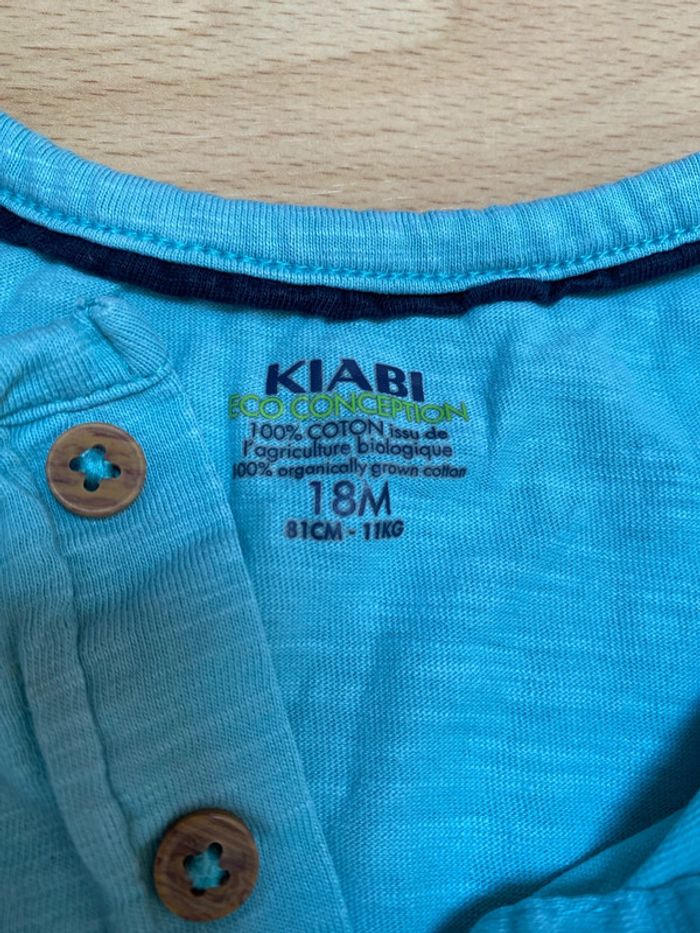 KIABI
ECO CONCEPTION
100% COTON issu de
l'agriculture biologique
100% organically grown cotton
18M
81CM - 11KG